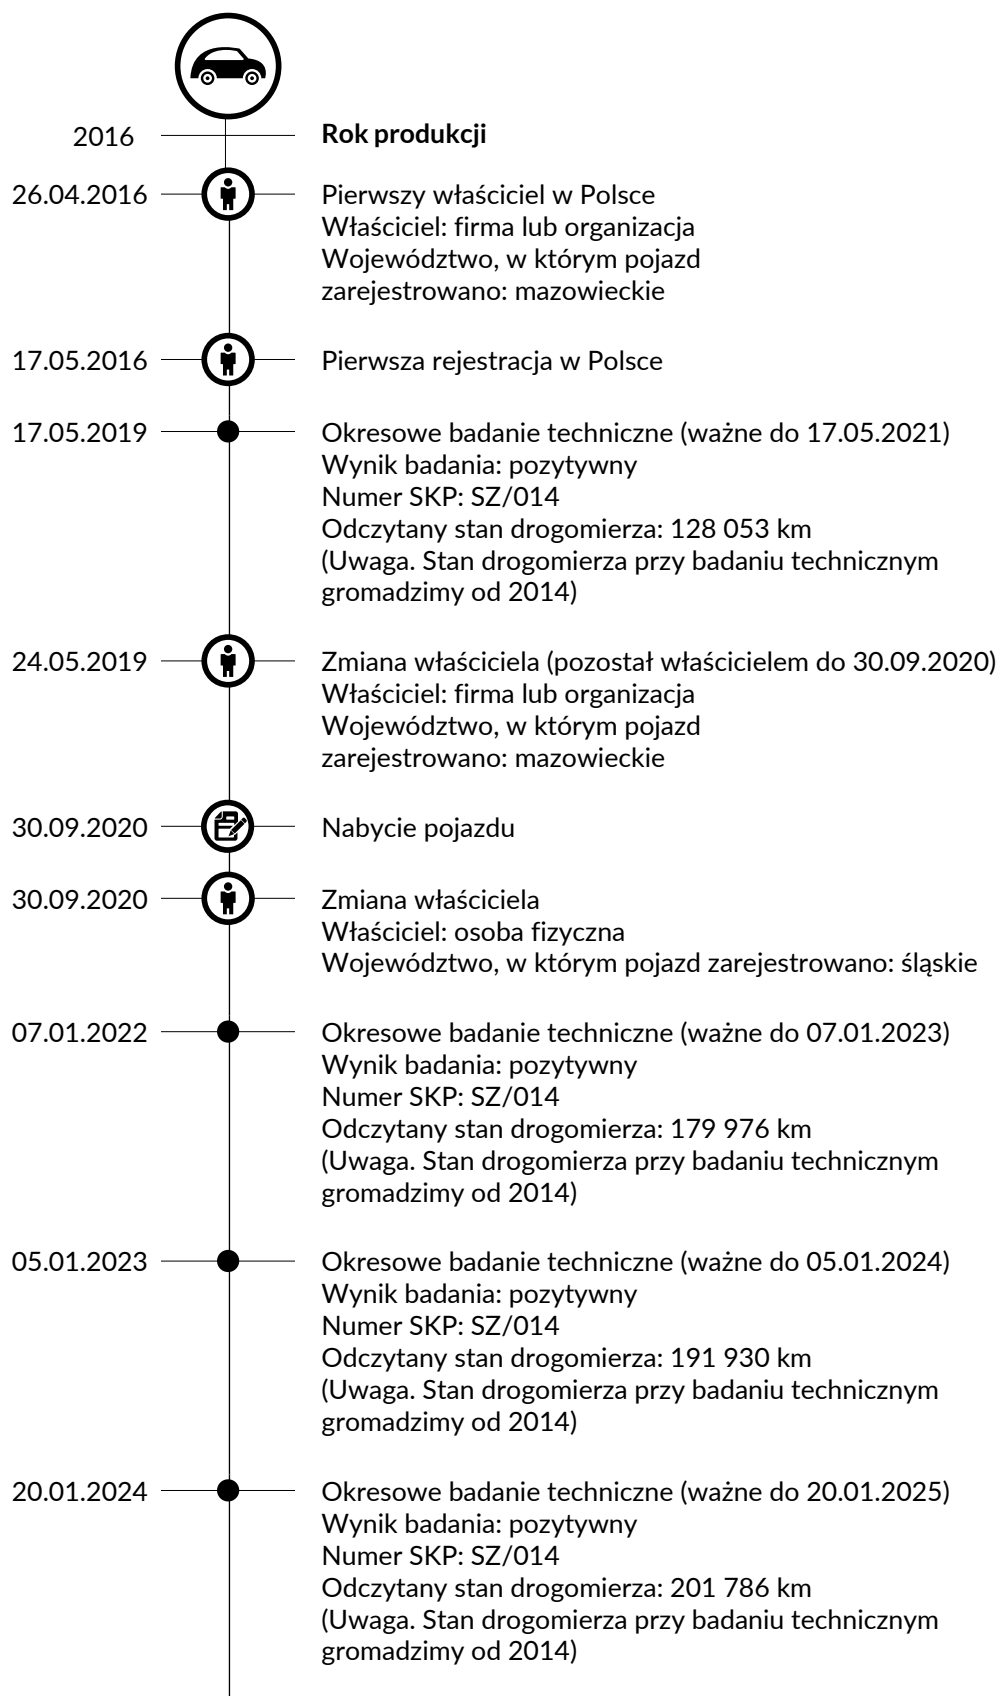 2016 Rok produkcji
26.04.2016 Pierwszy właściciel w Polsce
Właściciel: firma lub organizacja
Województwo, w którym pojazd
zarejestrowano: mazowieckie
17.05.2016 Pierwsza rejestracja w Polsce
17.05.2019 Okresowe badanie techniczne (ważne do 17.05.2021)
Wynik badania: pozytywny
Numer SKP: SZ/014
Odczytany stan drogomierza: 128 053 km
(Uwaga. Stan drogomierza przy badaniu technicznym
gromadzimy od 2014)
24.05.2019 Zmiana właściciela (pozostał właścicielem do 30.09.2020)
Właściciel: firma lub organizacja
Województwo, w którym pojazd
zarejestrowano: mazowieckie
30.09.2020 Nabycie pojazdu
30.09.2020 Zmiana właściciela
Właściciel: osoba fizyczna
Województwo, w którym pojazd zarejestrowano: śląskie
07.01.2022 Okresowe badanie techniczne (ważne do 07.01.2023)
Wynik badania: pozytywny
Numer SKP: SZ/014
Odczytany stan drogomierza: 179 976 km
(Uwaga. Stan drogomierza przy badaniu technicznym
gromadzimy od 2014)
05.01.2023 Okresowe badanie techniczne (ważne do 05.01.2024)
Wynik badania: pozytywny
Numer SKP: SZ/014
Odczytany stan drogomierza: 191 930 km
(Uwaga. Stan drogomierza przy badaniu technicznym
gromadzimy od 2014)
20.01.2024 Okresowe badanie techniczne (ważne do 20.01.2025)
Wynik badania: pozytywny
Numer SKP: SZ/014
Odczytany stan drogomierza: 201 786 km
(Uwaga. Stan drogomierza przy badaniu technicznym
gromadzimy od 2014)